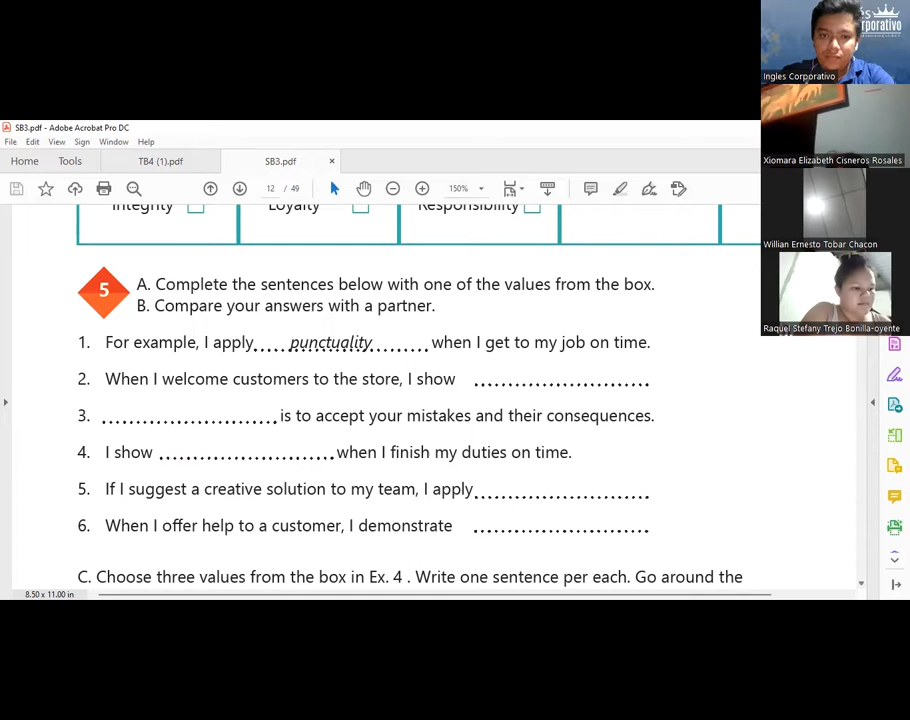 és
rporativo
Ingles Corporativo
SB3.pdf - Adobe Acrobat Pro DC
File Edit View Sign Window Help
Xiomara Elizabeth Cisneros Rosales
Home Tools TB4 (1).pdf SB3.pdf ×
12 / 49 150%
Integrity Loyalty Responsibility
Willian Ernesto Tobar Chacon
5 A. Complete the sentences below with one of the values from the box.
B. Compare your answers with a partner.
Raquel Stefany Trejo Bonilla-oyente
1. For example, I apply.....punctuality.........when I get to my job on time.
2. When I welcome customers to the store, I show ............................
3. ............................is to accept your mistakes and their consequences.
4. I show ............................when I finish my duties on time.
5. If I suggest a creative solution to my team, I apply............................
6. When I offer help to a customer, I demonstrate ............................
C. Choose three values from the box in Ex. 4 . Write one sentence per each. Go around the
8.50 x 11.00 in